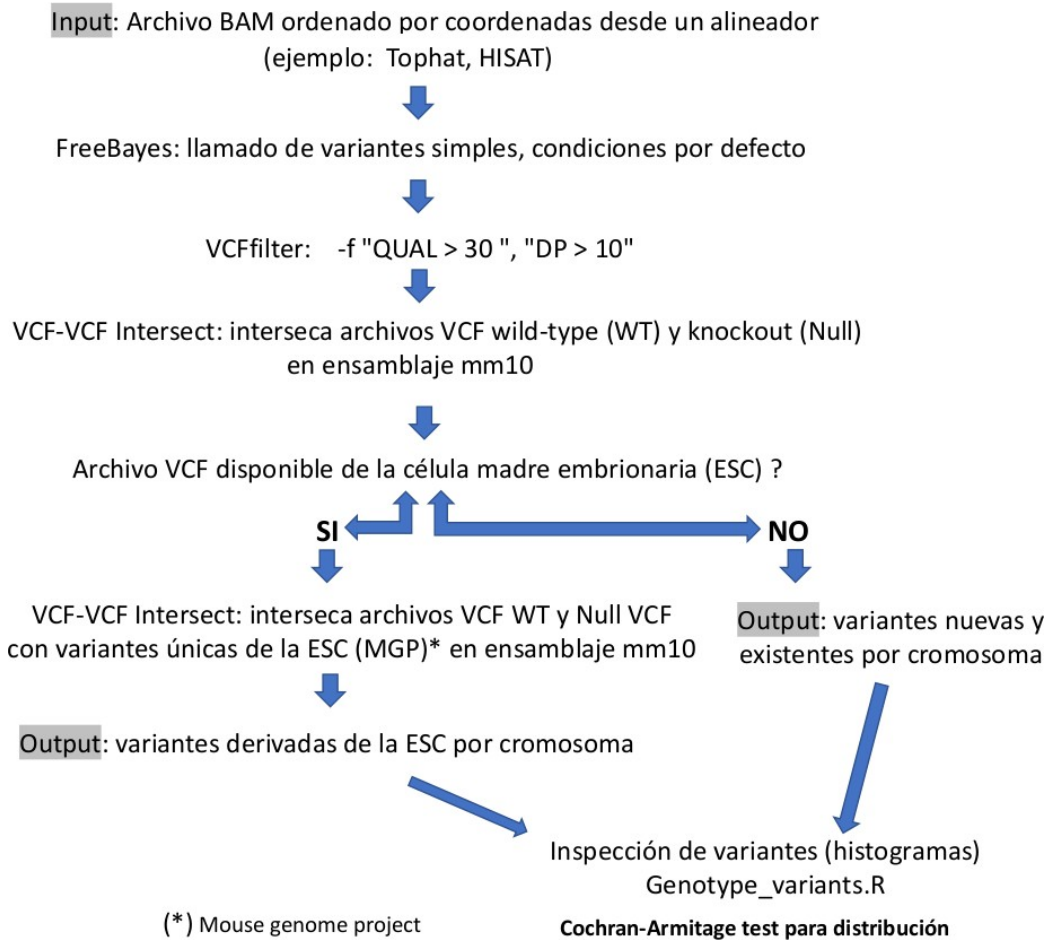 Input: Archivo BAM ordenado por coordenadas desde un alineador
(ejemplo: Tophat, HISAT)
FreeBayes: llamado de variantes simples, condiciones por defecto
VCFfilter: -f "QUAL > 30 ", "DP > 10"
VCF-VCF Intersect: interseca archivos VCF wild-type (WT) y knockout (Null)
en ensamblaje mm10
Archivo VCF disponible de la célula madre embrionaria (ESC) ?
SI
NO
VCF-VCF Intersect: interseca archivos VCF WT y Null VCF
con variantes únicas de la ESC (MGP)* en ensamblaje mm10
Output: variantes nuevas y
existentes por cromosoma
Output: variantes derivadas de la ESC por cromosoma
Inspección de variantes (histogramas)
Genotype_variants.R
(*) Mouse genome project
Cochran-Armitage test para distribución